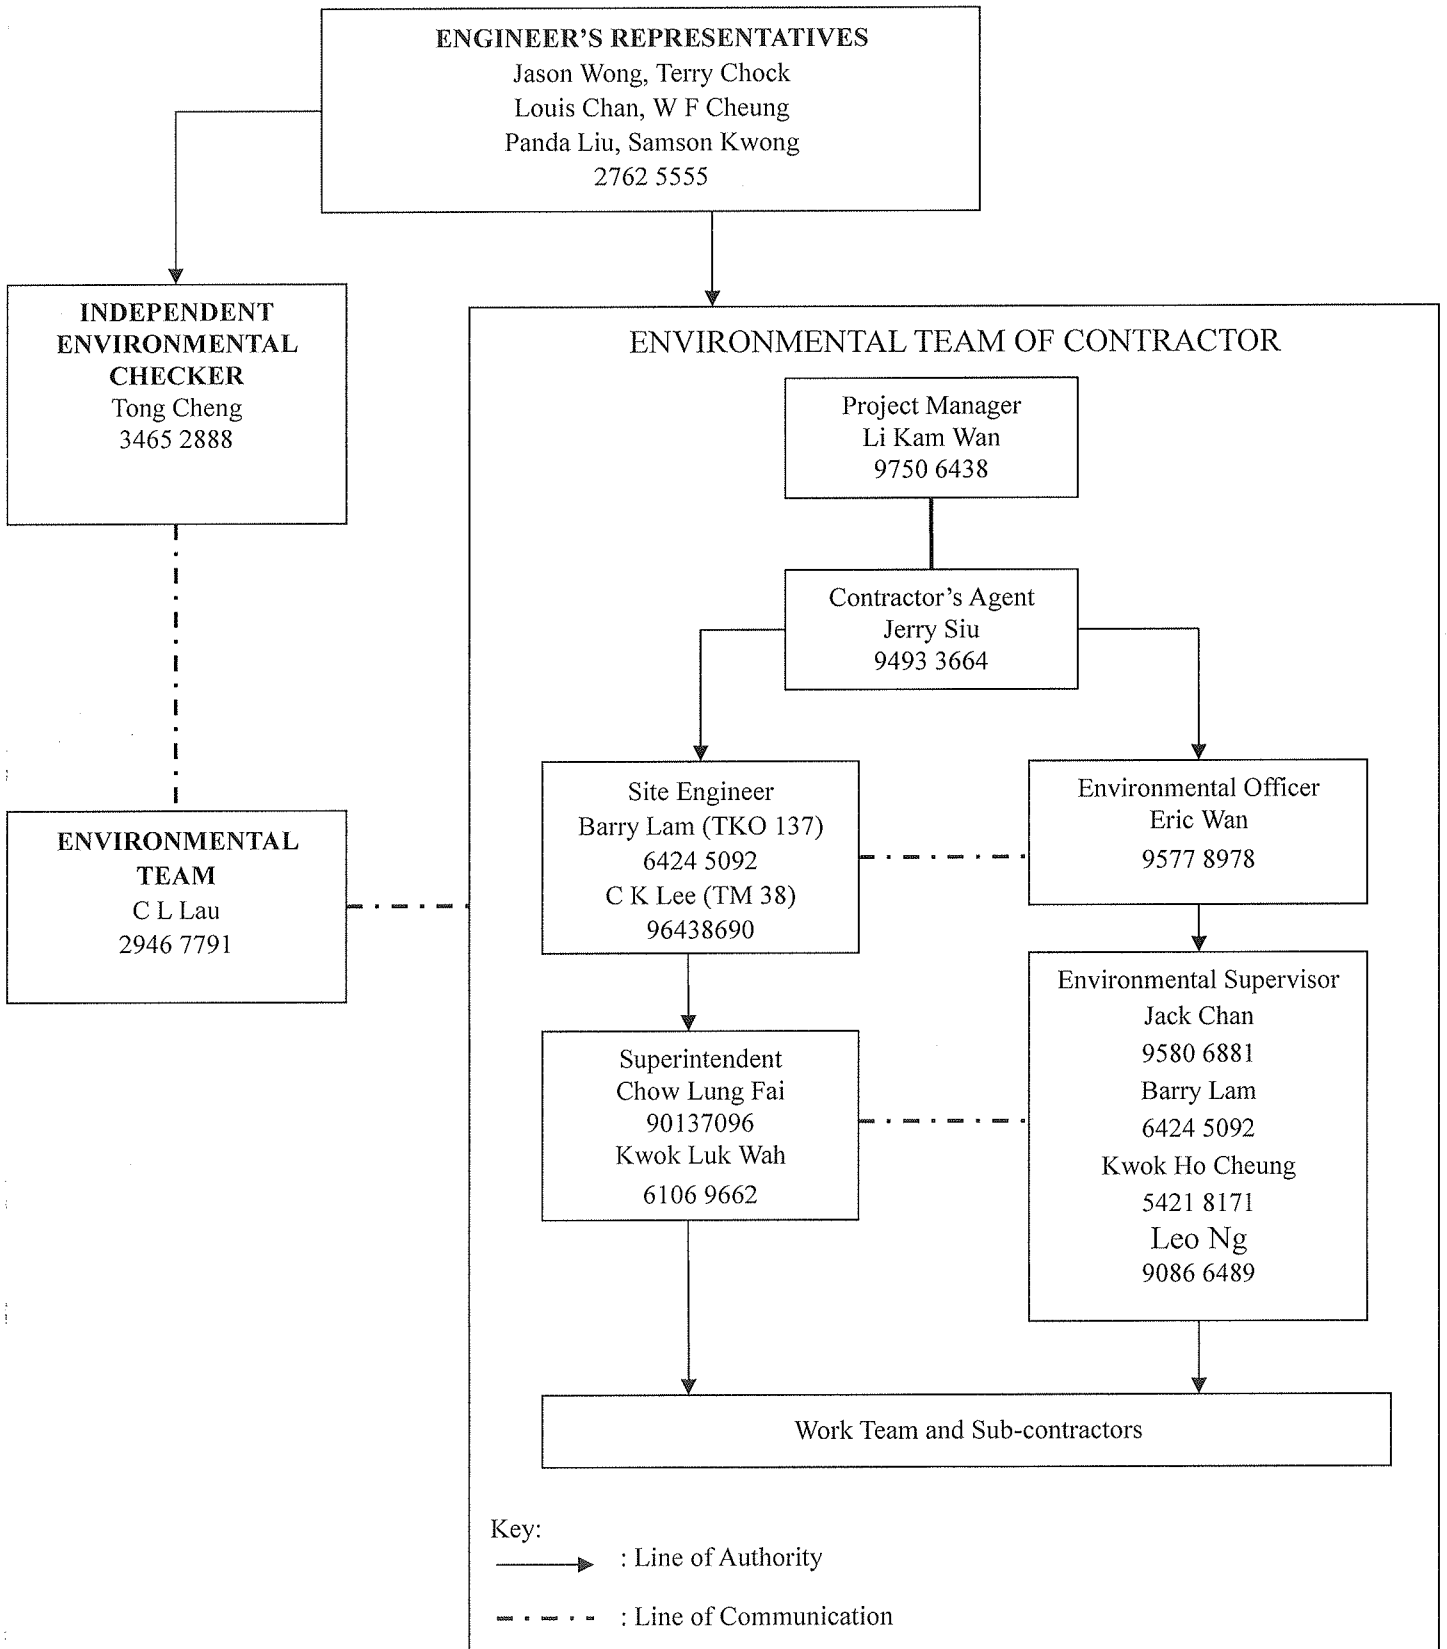 ENGINEER’S REPRESENTATIVES
Jason Wong, Terry Chock
Louis Chan, W F Cheung
Panda Liu, Samson Kwong
2762 5555
INDEPENDENT
ENVIRONMENTAL
CHECKER
Tong Cheng
3465 2888
ENVIRONMENTAL
TEAM
C L Lau
2946 7791
ENVIRONMENTAL TEAM OF CONTRACTOR
Project Manager
Li Kam Wan
9750 6438
Contractor’s Agent
Jerry Siu
9493 3664
Site Engineer
Barry Lam (TKO 137)
6424 5092
C K Lee (TM 38)
96438690
Environmental Officer
Eric Wan
9577 8978
Superintendent
Chow Lung Fai
90137096
Kwok Luk Wah
6106 9662
Environmental Supervisor
Jack Chan
9580 6881
Barry Lam
6424 5092
Kwok Ho Cheung
5421 8171
Leo Ng
9086 6489
Work Team and Sub-contractors
Key:
: Line of Authority
: Line of Communication